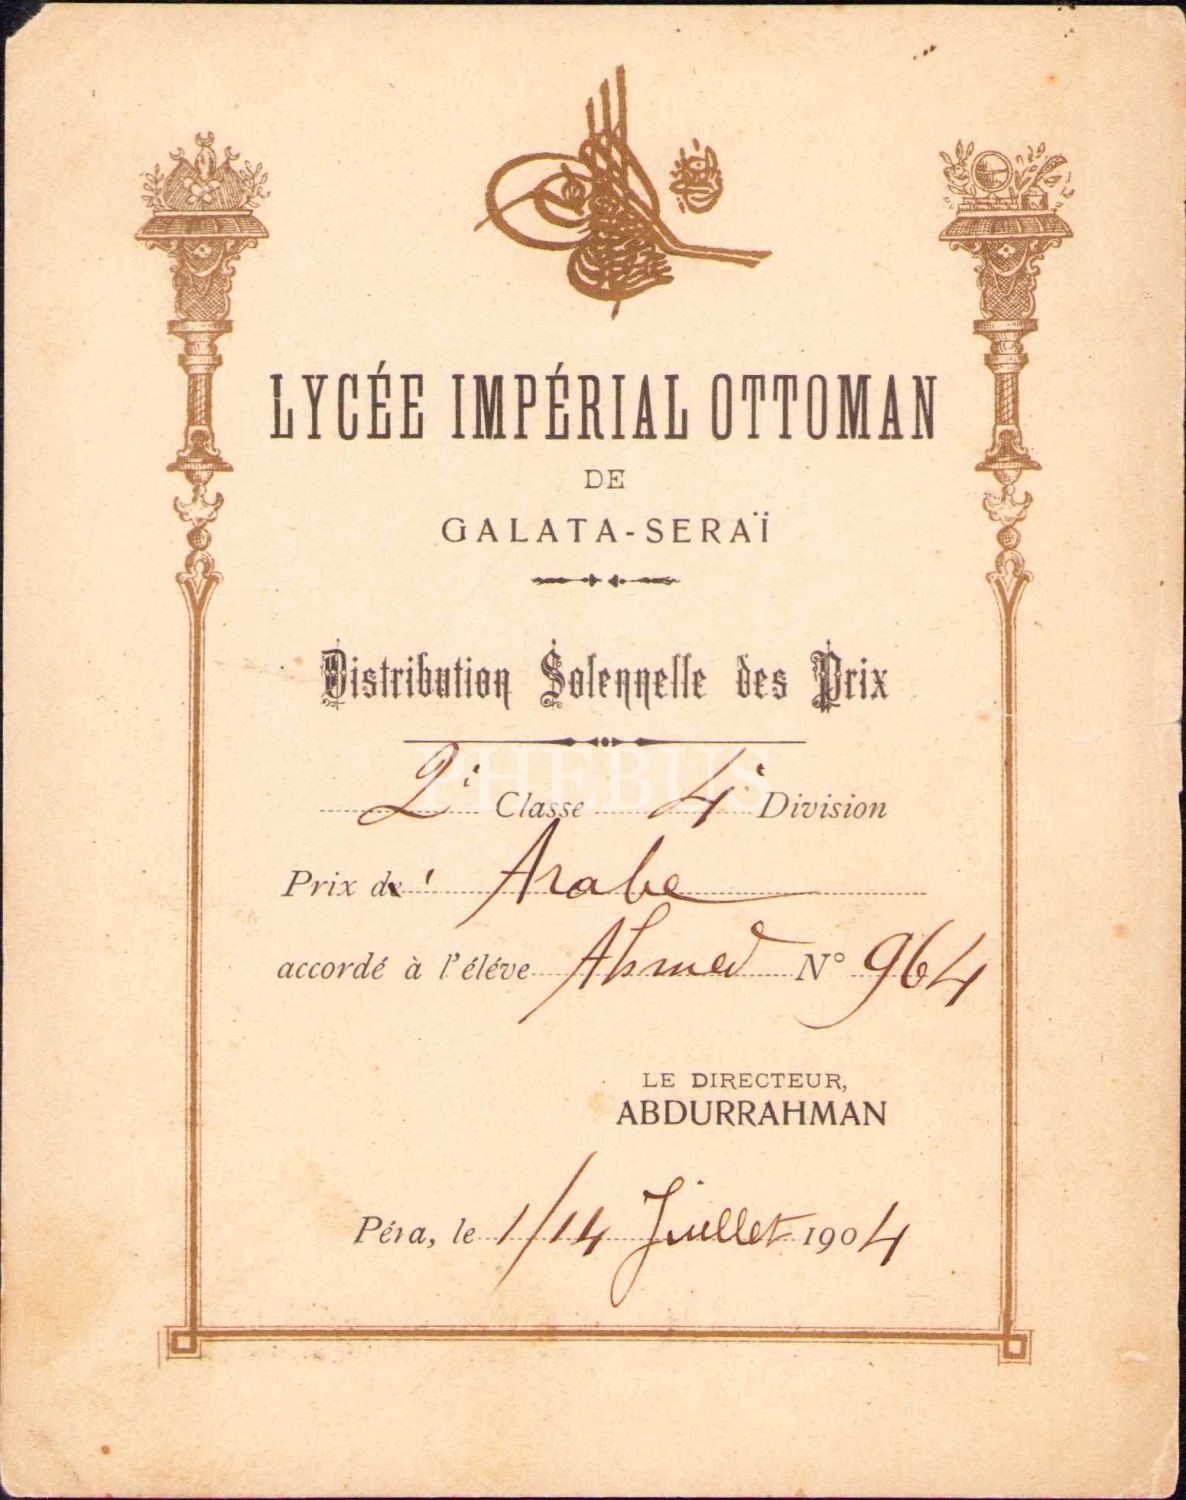 LYCÉE IMPÉRIAL OTTOMAN
DE
GALATA-SERAÏ
Distribution Solennelle des Prix
PHEBUS
2e Classe 4e Division
Prix d' Arabe
accordé à l'éléve Ahmed N° 964
LE DIRECTEUR,
ABDURRAHMAN
Péra, le 1/14 Juillet 1904